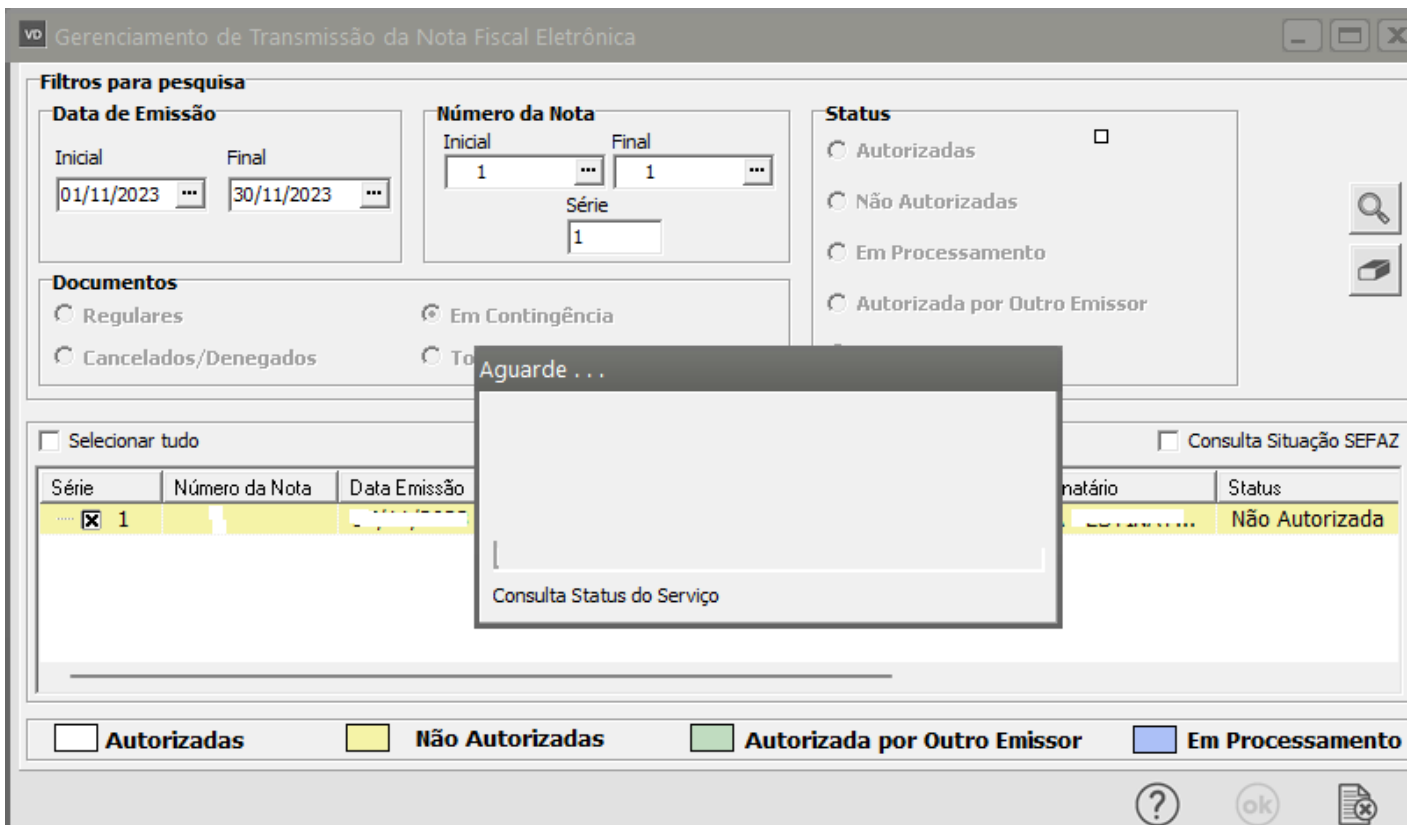 VD Gerenciamento de Transmissão da Nota Fiscal Eletrônica
Filtros para pesquisa
Data de Emissão
Inicial Final
01/11/2023 ... 30/11/2023 ...
Número da Nota
Inicial Final
1 ... 1 ...
Série
1
Status
Autorizadas
Não Autorizadas
Em Processamento
Autorizada por Outro Emissor
Documentos
Regulares Em Contingência
Cancelados/Denegados To
Aguarde . . .
Consulta Status do Serviço
Selecionar tudo Consulta Situação SEFAZ
Série Número da Nota Data Emissão natário Status
1 Não Autorizada
Autorizadas Não Autorizadas Autorizada por Outro Emissor Em Processamento
? ok